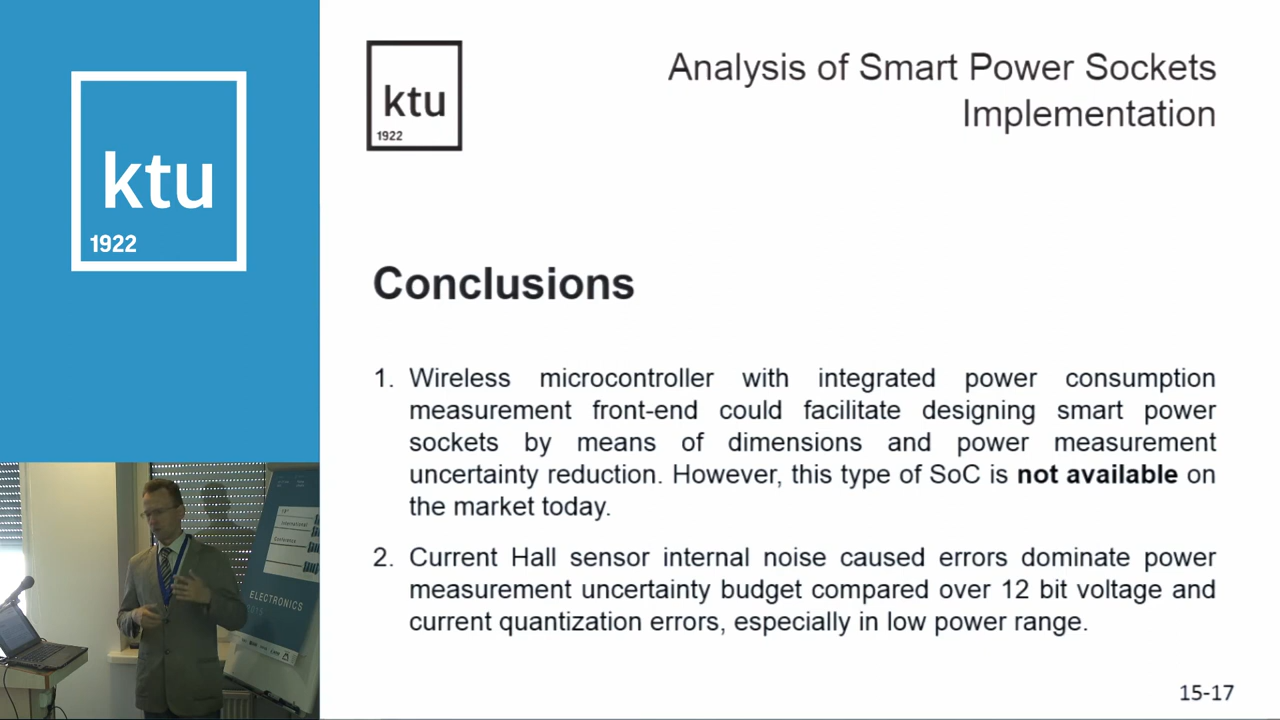 ktu
1922
ktu
1922
Analysis of Smart Power Sockets
Implementation
Conclusions
1. Wireless microcontroller with integrated power consumption
measurement front-end could facilitate designing smart power
sockets by means of dimensions and power measurement
uncertainty reduction. However, this type of SoC is not available on
the market today.
2. Current Hall sensor internal noise caused errors dominate power
measurement uncertainty budget compared over 12 bit voltage and
current quantization errors, especially in low power range.
15-17
International
Conference
ELECTRONICS